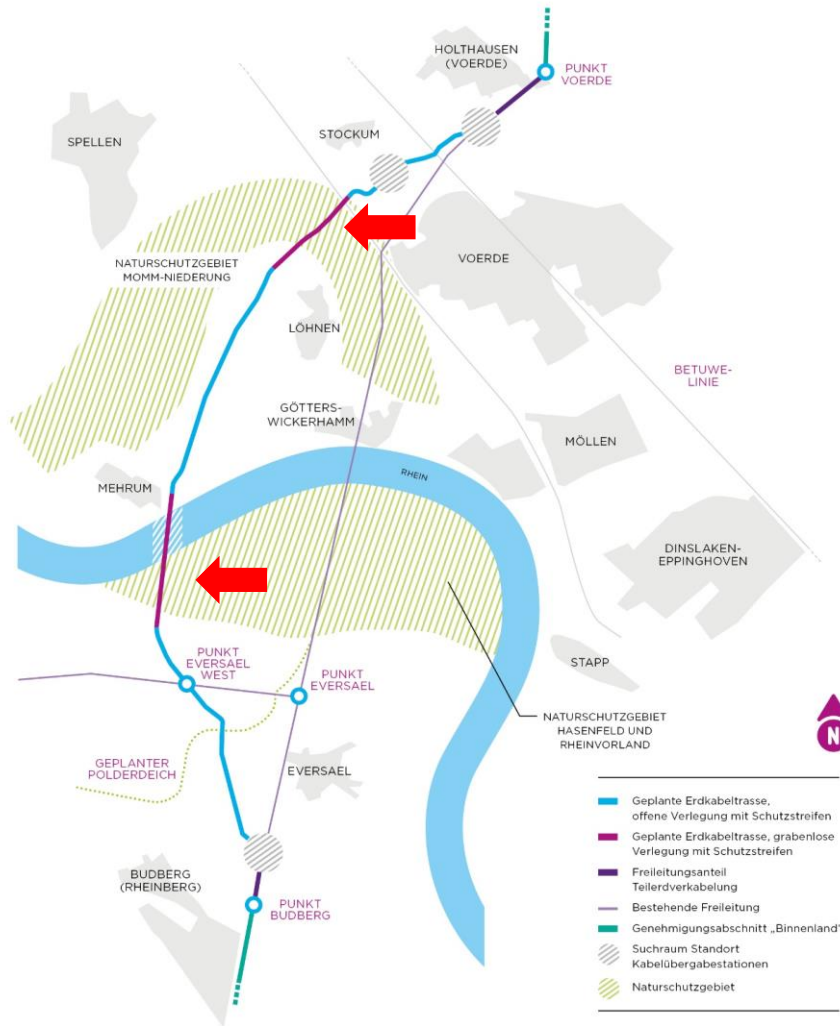 HOLTHAUSEN
(VOERDE)
PUNKT
VOERDE
STOCKUM
SPELLEN
VOERDE
NATURSCHUTZGEBIET
MOMM-NIEDERUNG
LÖHNEN
BETUWE-
LINIE
GÖTTERS-
WICKERHAMM
MÖLLEN
MEHRUM
RHEIN
DINSLAKEN-
EPPINGHOVEN
PUNKT
EVERSAEL
WEST
PUNKT
EVERSAEL
STAPP
NATURSCHUTZGEBIET
HASENFELD UND
RHEINVORLAND
N
GEPLANTER
POLDERDEICH
EVERSAEL
BUDBERG
(RHEINBERG)
PUNKT
BUDBERG
Geplante Erdkabeltrasse,
offene Verlegung mit Schutzstreifen
Geplante Erdkabeltrasse, grabenlose
Verlegung mit Schutzstreifen
Freileitungsanteil
Teilerdverkabelung
Bestehende Freileitung
Genehmigungsabschnitt „Binnenland"
Suchraum Standort
Kabelübergabestationen
Naturschutzgebiet